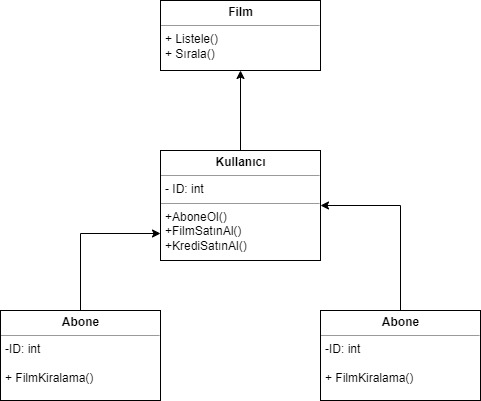 Film
+ Listele()
+ Sırala()
Kullanıcı
- ID: int
+AboneOl()
+FilmSatınAl()
+KrediSatınAl()
Abone
-ID: int
+ FilmKiralama()
Abone
-ID: int
+ FilmKiralama()